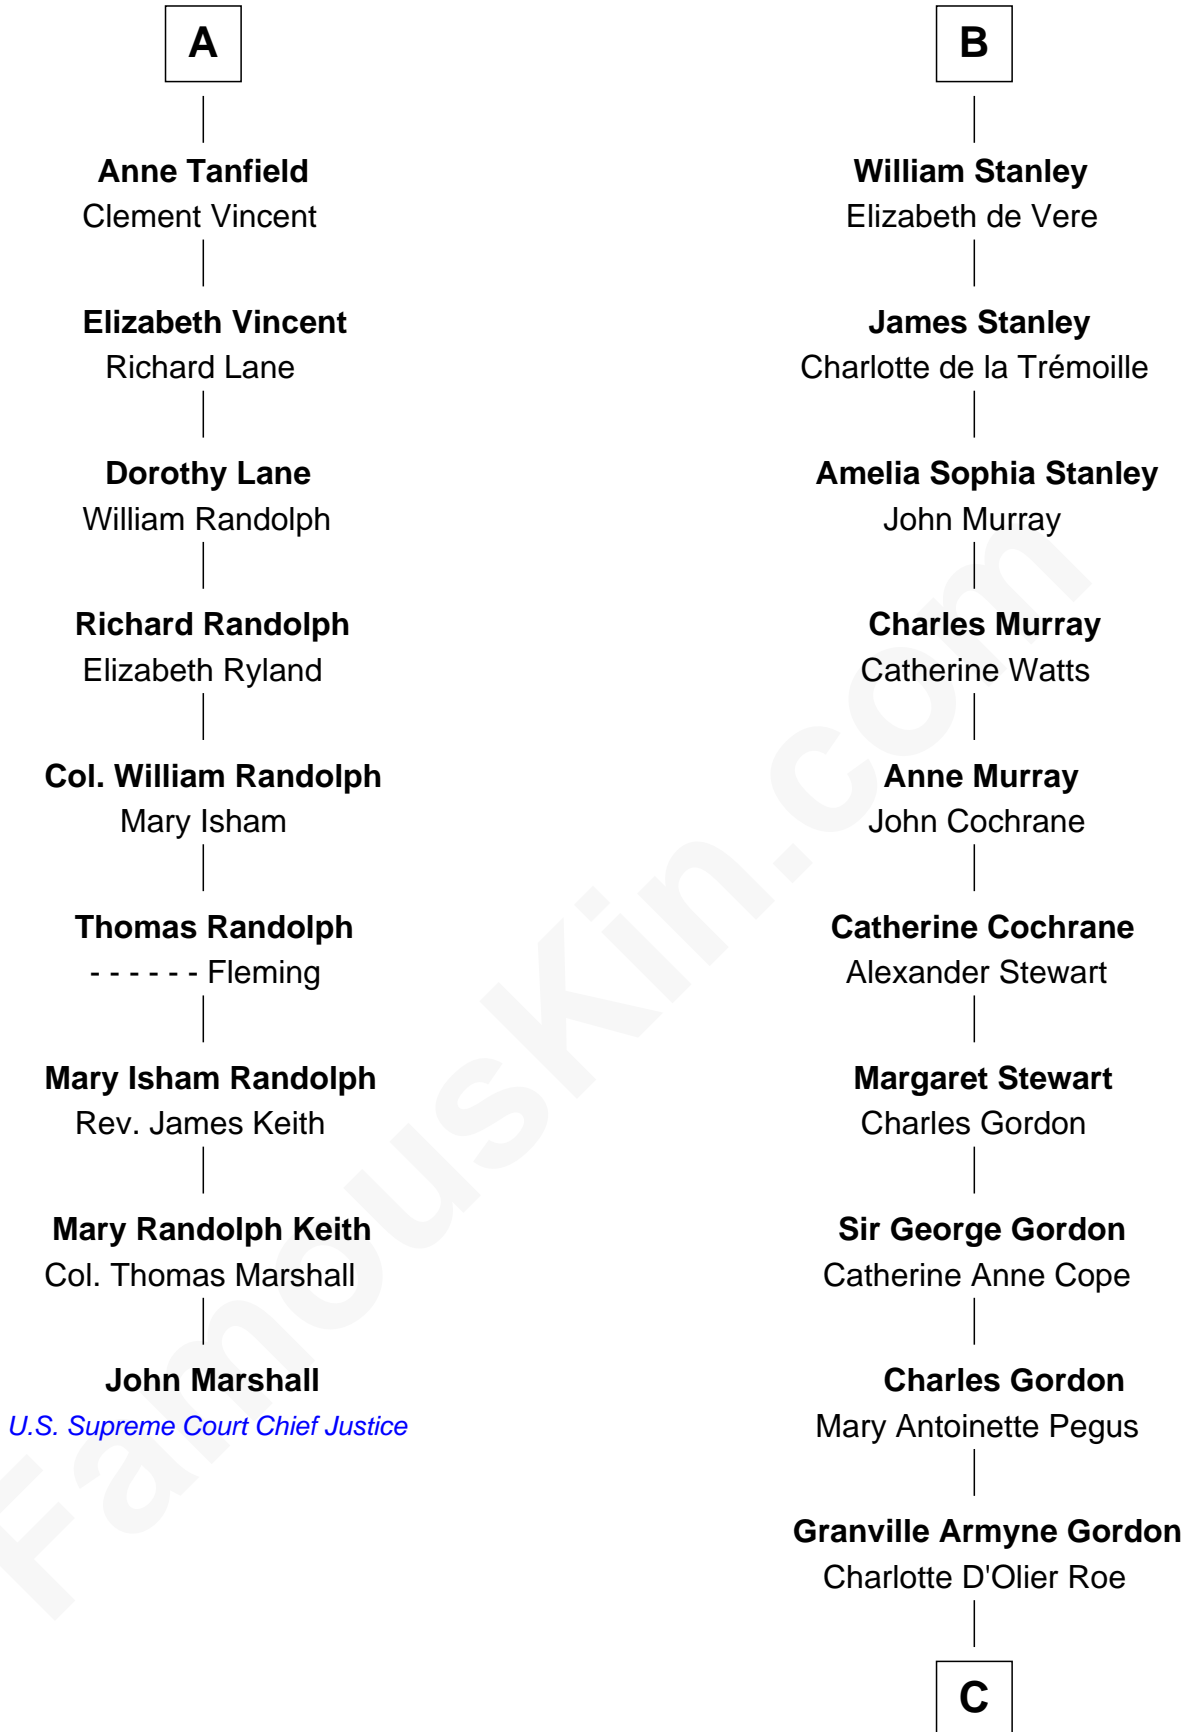 A
Anne Tanfield
Clement Vincent
Elizabeth Vincent
Richard Lane
Dorothy Lane
William Randolph
Richard Randolph
Elizabeth Ryland
Col. William Randolph
Mary Isham
Thomas Randolph
- - - - - - Fleming
Mary Isham Randolph
Rev. James Keith
Mary Randolph Keith
Col. Thomas Marshall
John Marshall
U.S. Supreme Court Chief Justice
B
William Stanley
Elizabeth de Vere
James Stanley
Charlotte de la Trémoille
Amelia Sophia Stanley
John Murray
Charles Murray
Catherine Watts
Anne Murray
John Cochrane
Catherine Cochrane
Alexander Stewart
Margaret Stewart
Charles Gordon
Sir George Gordon
Catherine Anne Cope
Charles Gordon
Mary Antoinette Pegus
Granville Armyne Gordon
Charlotte D'Olier Roe
C
FamousKin.com